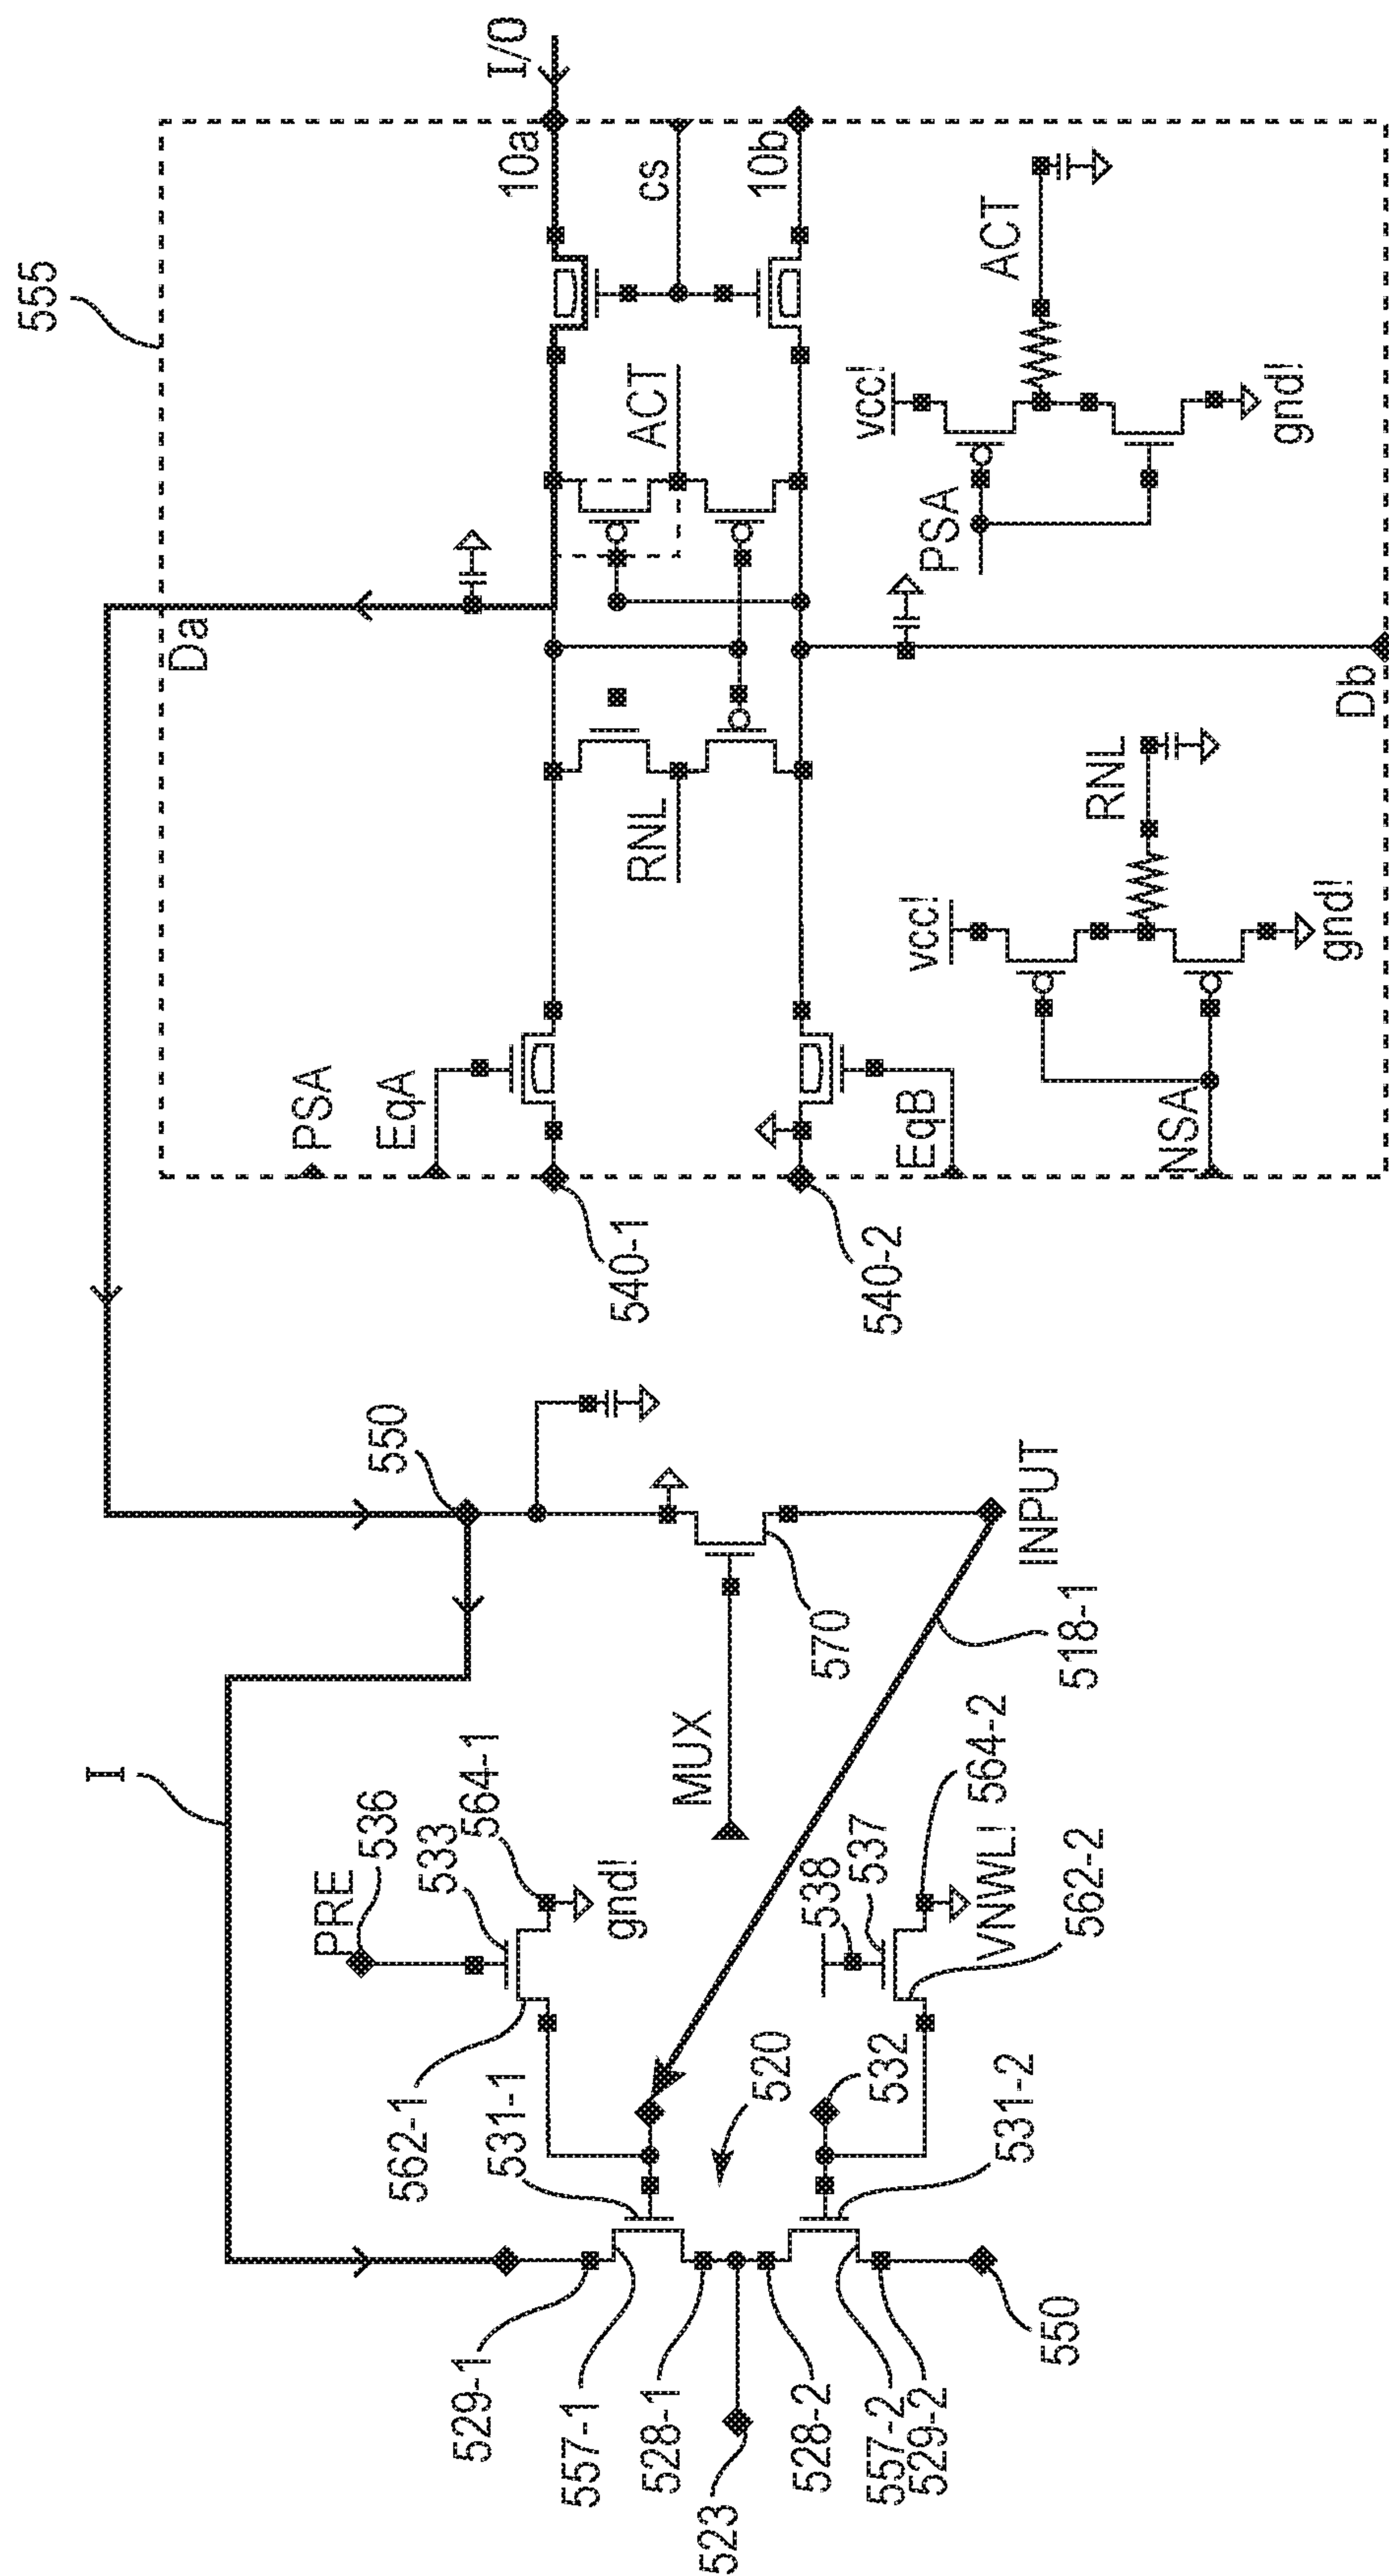 555
I/O
10a
cs
10b
ACT
ACT
vcc!
PSA
gnd!
Da
Db
RNL
RNL
vcc!
gnd!
PSA
EqA
EqB
NSA
540-1
540-2
550
INPUT
570
518-1
MUX
I
PRE
536
533
564-1
gnd!
538
537
564-2
VNWL!
562-2
562-1
531-1
520
532
531-2
529-1
557-1
528-1
523
528-2
557-2
529-2
550